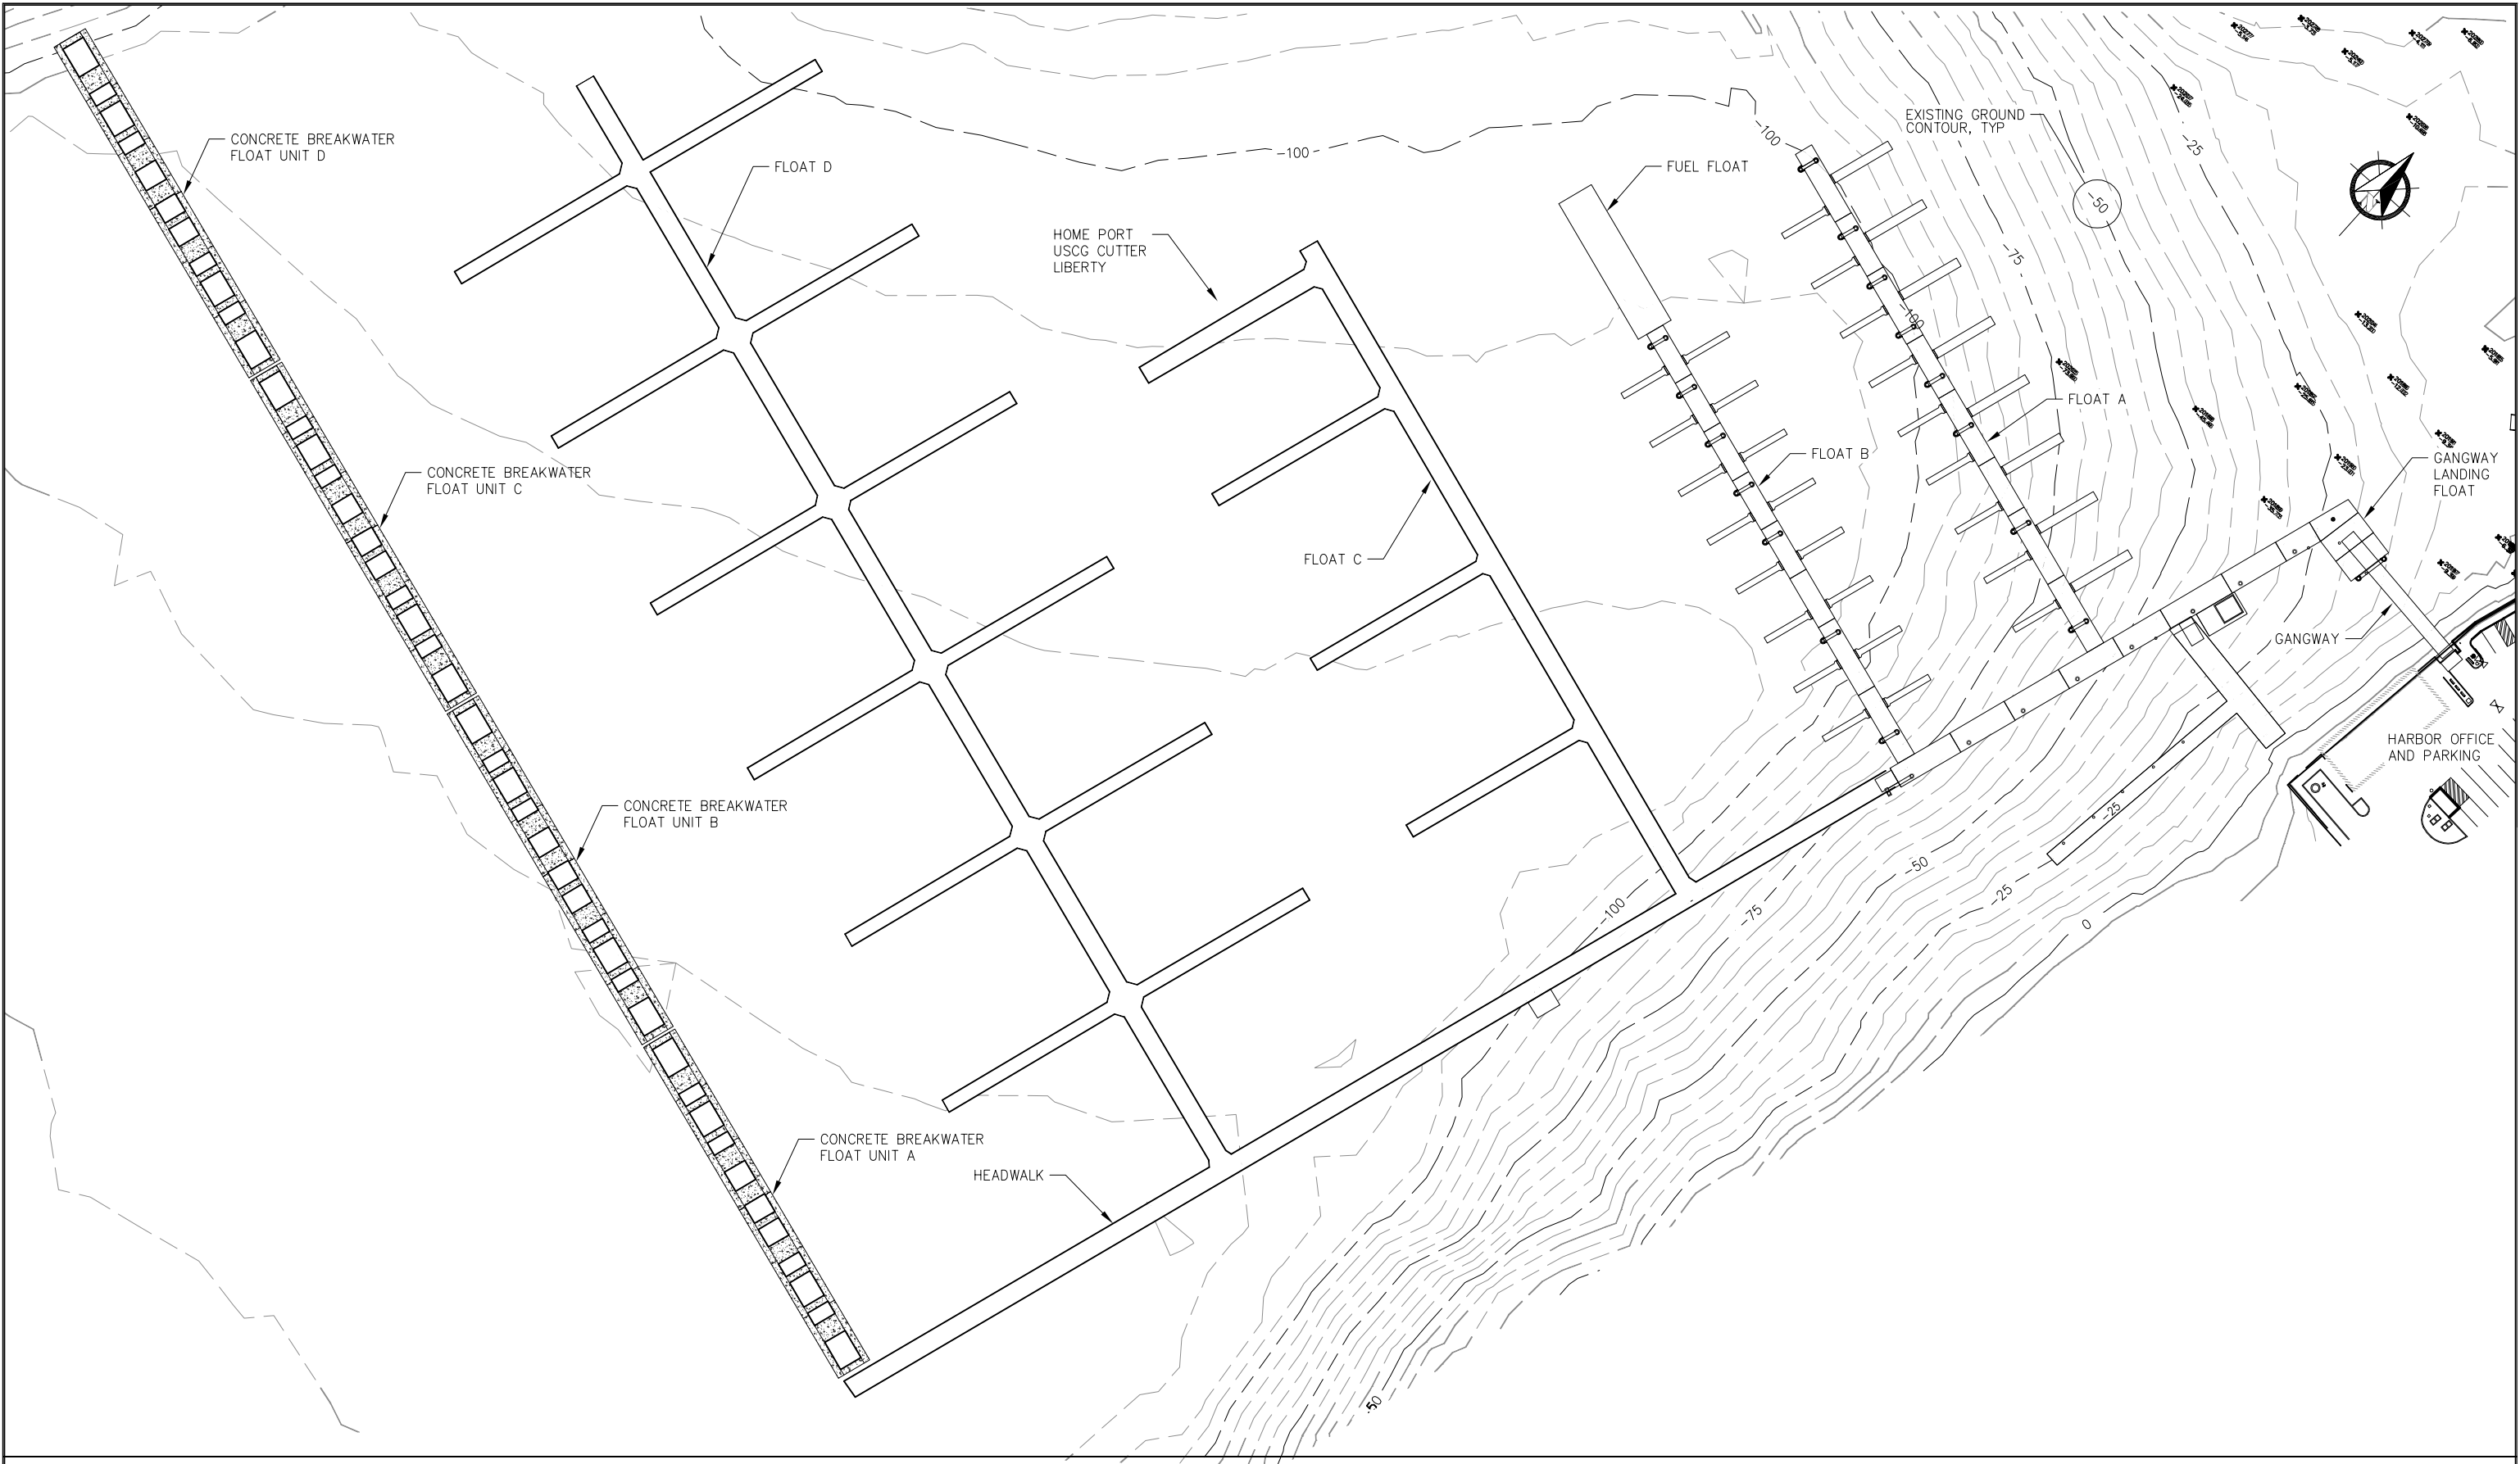 CONCRETE BREAKWATER
FLOAT UNIT D
FLOAT D
-100
FUEL FLOAT
-100
EXISTING GROUND
CONTOUR, TYP
-25
-50
-75
HOME PORT
USCG CUTTER
LIBERTY
-100
FLOAT A
FLOAT B
GANGWAY
LANDING
FLOAT
CONCRETE BREAKWATER
FLOAT UNIT C
FLOAT C
GANGWAY
HARBOR OFFICE
AND PARKING
CONCRETE BREAKWATER
FLOAT UNIT B
-25
-50
-25
-100
-75
0
CONCRETE BREAKWATER
FLOAT UNIT A
HEADWALK
-50